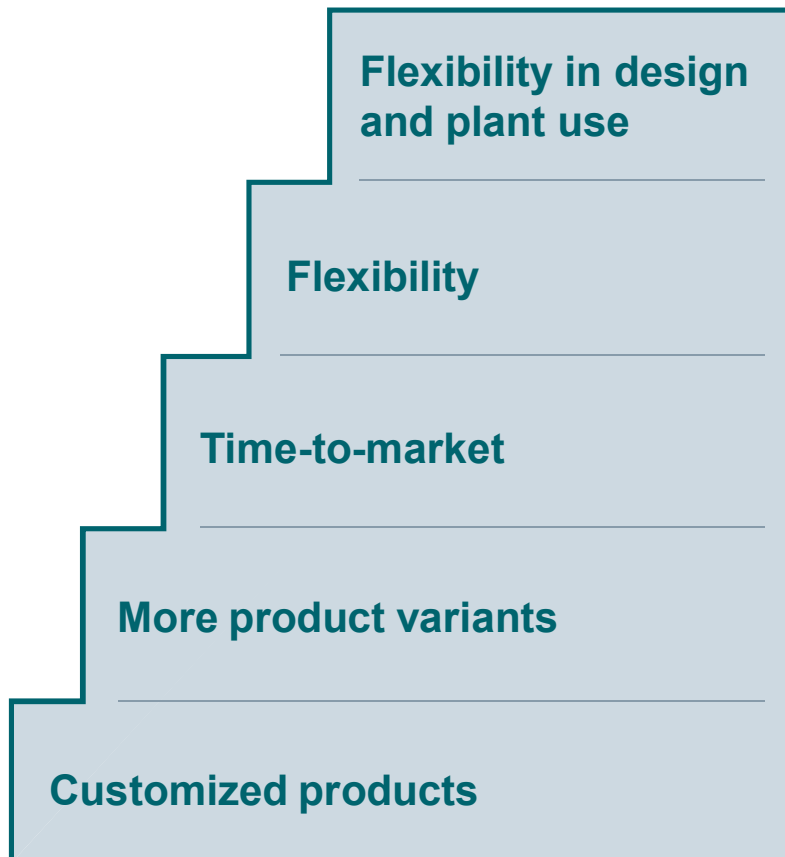 Flexibility in design
and plant use
Flexibility
Time-to-market
More product variants
Customized products